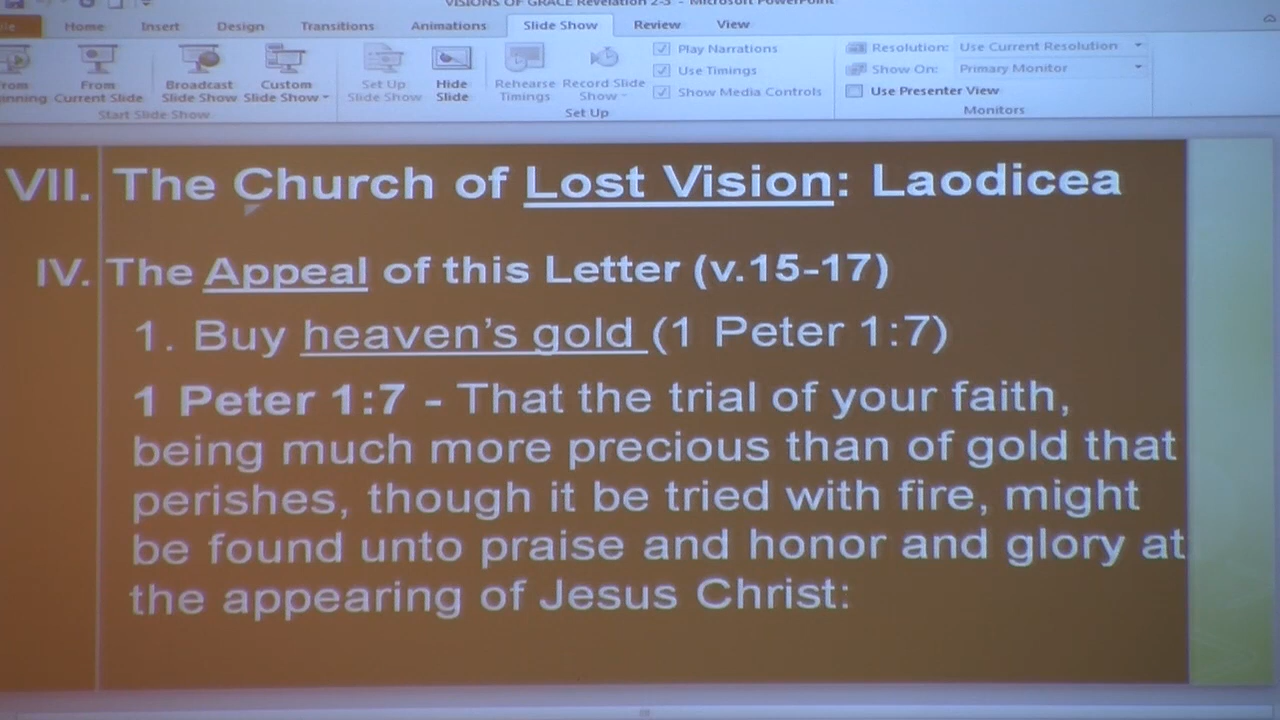 VISIONS OF GRACE Revelation 2-3 - Microsoft PowerPoint
Home Insert Design Transitions Animations Slide Show Review View
From Broadcast Custom Set Up Hide Rehearse Record Slide
Current Slide Slide Show Slide Show Slide Show Slide Timings Show
Play Narrations
Use Timings
Show Media Controls
Resolution: Use Current Resolution
Show On: Primary Monitor
Use Presenter View
Start Slide Show Set Up Monitors
VII. The Church of Lost Vision: Laodicea
IV. The Appeal of this Letter (v.15-17)
1. Buy heaven's gold (1 Peter 1:7)
1 Peter 1:7 - That the trial of your faith,
being much more precious than of gold that
perishes, though it be tried with fire, might
be found unto praise and honor and glory at
the appearing of Jesus Christ: